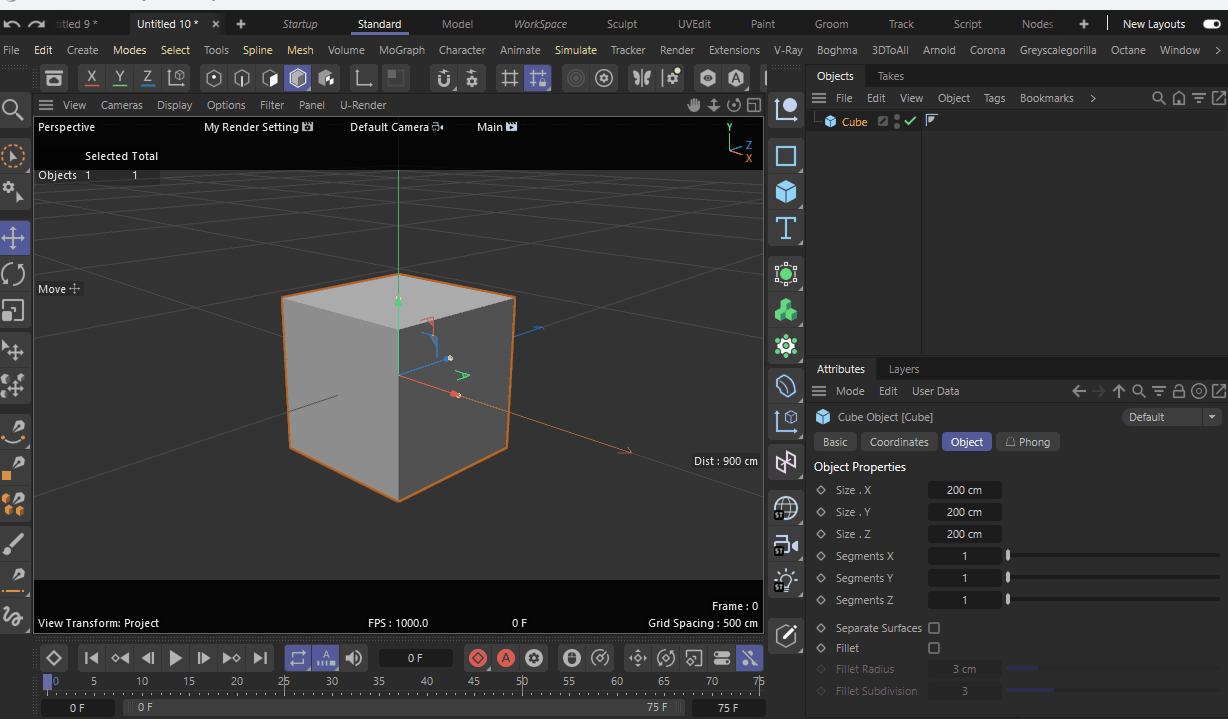 titled 9 *
Untitled 10 *
Startup
Standard
Model
WorkSpace
Sculpt
UVEdit
Paint
Groom
Track
Script
Nodes
New Layouts
File Edit Create Modes Select Tools Spline Mesh Volume MoGraph Character Animate Simulate Tracker Render Extensions V-Ray Boghma 3DToAll Arnold Corona Greyscalegorilla Octane Window
X Y Z
A
View Cameras Display Options Filter Panel U-Render
Perspective
My Render Setting
Default Camera
Main
Selected Total
Objects 1 1
Y
Z
X
Move
Dist : 900 cm
Frame : 0
View Transform: Project
FPS : 1000.0
0 F
Grid Spacing : 500 cm
T
ST
ST
ST
A
0 F
A
0 5 10 15 20 25 30 35 40 45 50 55 60 65 70 75
0 F
0 F
75 F
75 F
Objects
Takes
File Edit View Object Tags Bookmarks
Cube
Attributes
Layers
Mode Edit User Data
Cube Object [Cube]
Default
Basic
Coordinates
Object
Phong
Object Properties
Size . X 200 cm
Size . Y 200 cm
Size . Z 200 cm
Segments X 1
Segments Y 1
Segments Z 1
Separate Surfaces
Fillet
Fillet Radius 3 cm
Fillet Subdivision 3